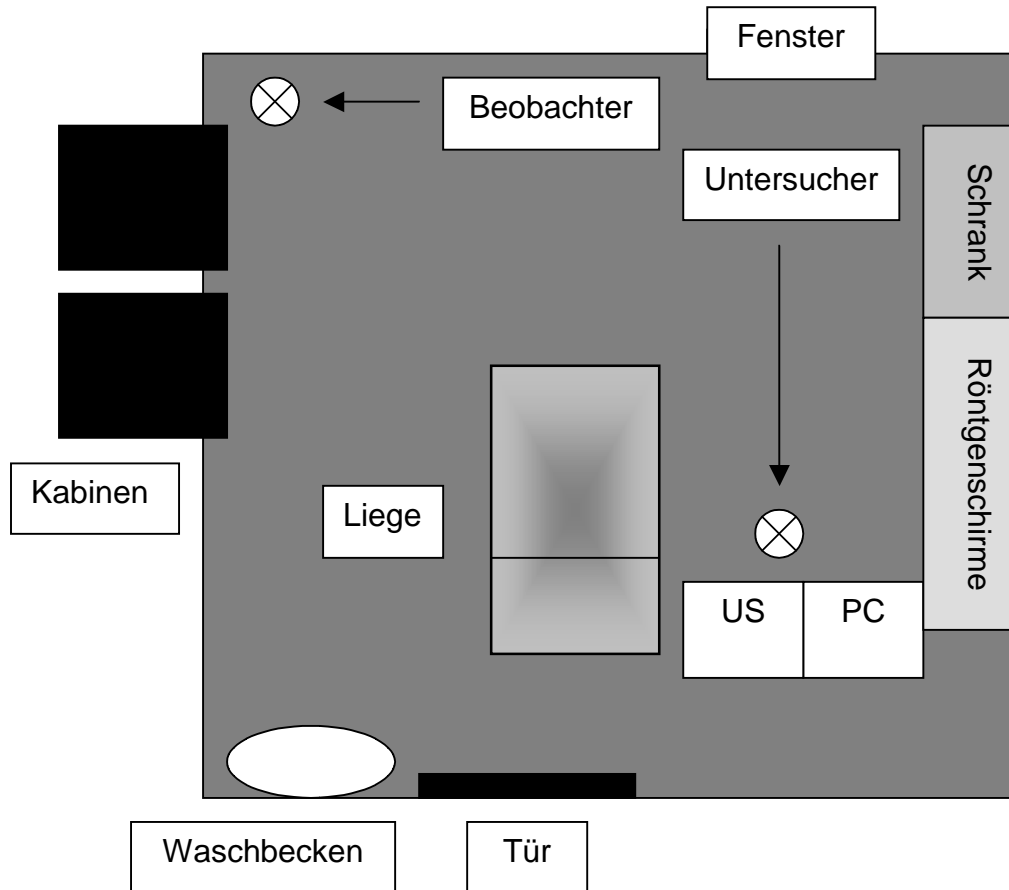 Fenster
Beobachter
Untersucher
Schrank
Röntgenschirme
Kabinen
Liege
US
PC
Waschbecken
Tür